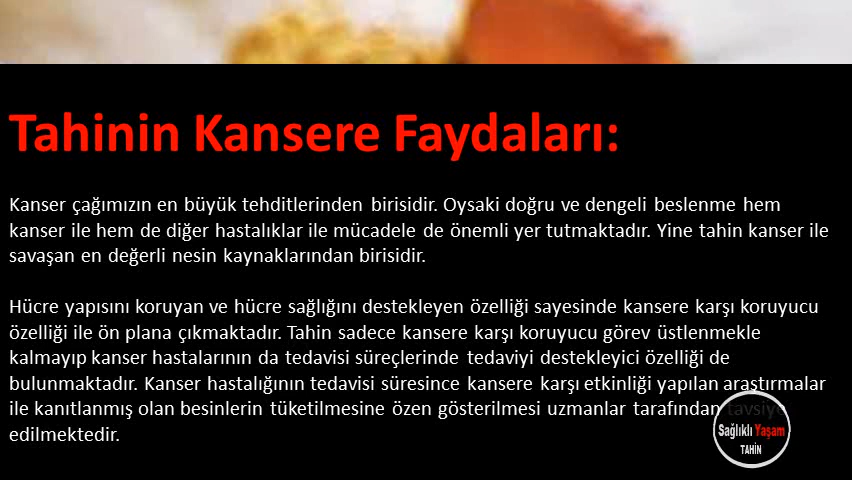 Tahinin Kansere Faydaları:
Kanser çağımızın en büyük tehditlerinden birisidir. Oysaki doğru ve dengeli beslenme hem
kanser ile hem de diğer hastalıklar ile mücadele de önemli yer tutmaktadır. Yine tahin kanser ile
savaşan en değerli nesin kaynaklarından birisidir.
Hücre yapısını koruyan ve hücre sağlığını destekleyen özelliği sayesinde kansere karşı koruyucu
özelliği ile ön plana çıkmaktadır. Tahin sadece kansere karşı koruyucu görev üstlenmekle
kalmayıp kanser hastalarının da tedavisi süreçlerinde tedaviyi destekleyici özelliği de
bulunmaktadır. Kanser hastalığının tedavisi süresince kansere karşı etkinliği yapılan araştırmalar
ile kanıtlanmış olan besinlerin tüketilmesine özen gösterilmesi uzmanlar tarafından tavsiye
edilmektedir.
Sağlıklı Yaşam
TAHİN